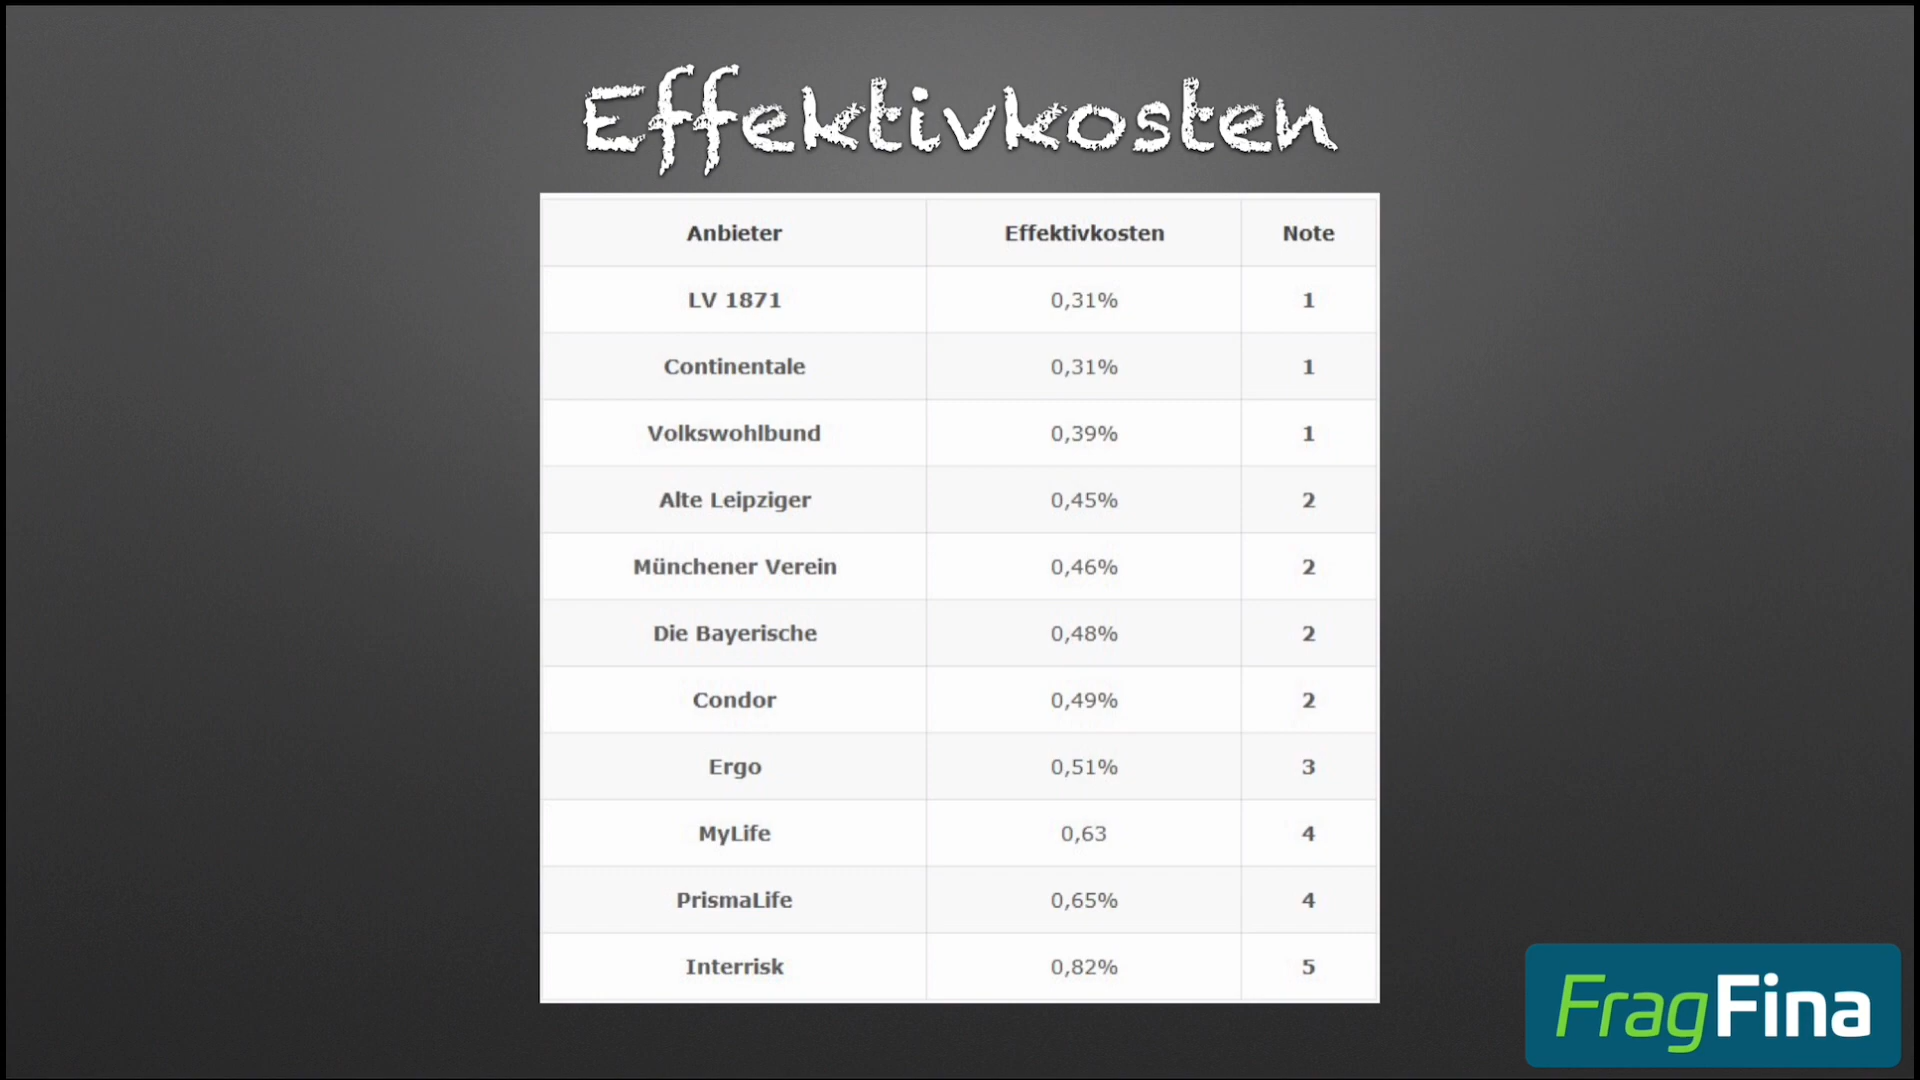 Effektivkosten
Anbieter Effektivkosten Note
LV 1871 0,31% 1
Continentale 0,31% 1
Volkswohlbund 0,39% 1
Alte Leipziger 0,45% 2
Münchener Verein 0,46% 2
Die Bayerische 0,48% 2
Condor 0,49% 2
Ergo 0,51% 3
MyLife 0,63 4
PrismaLife 0,65% 4
Interrisk 0,82% 5
FragFina